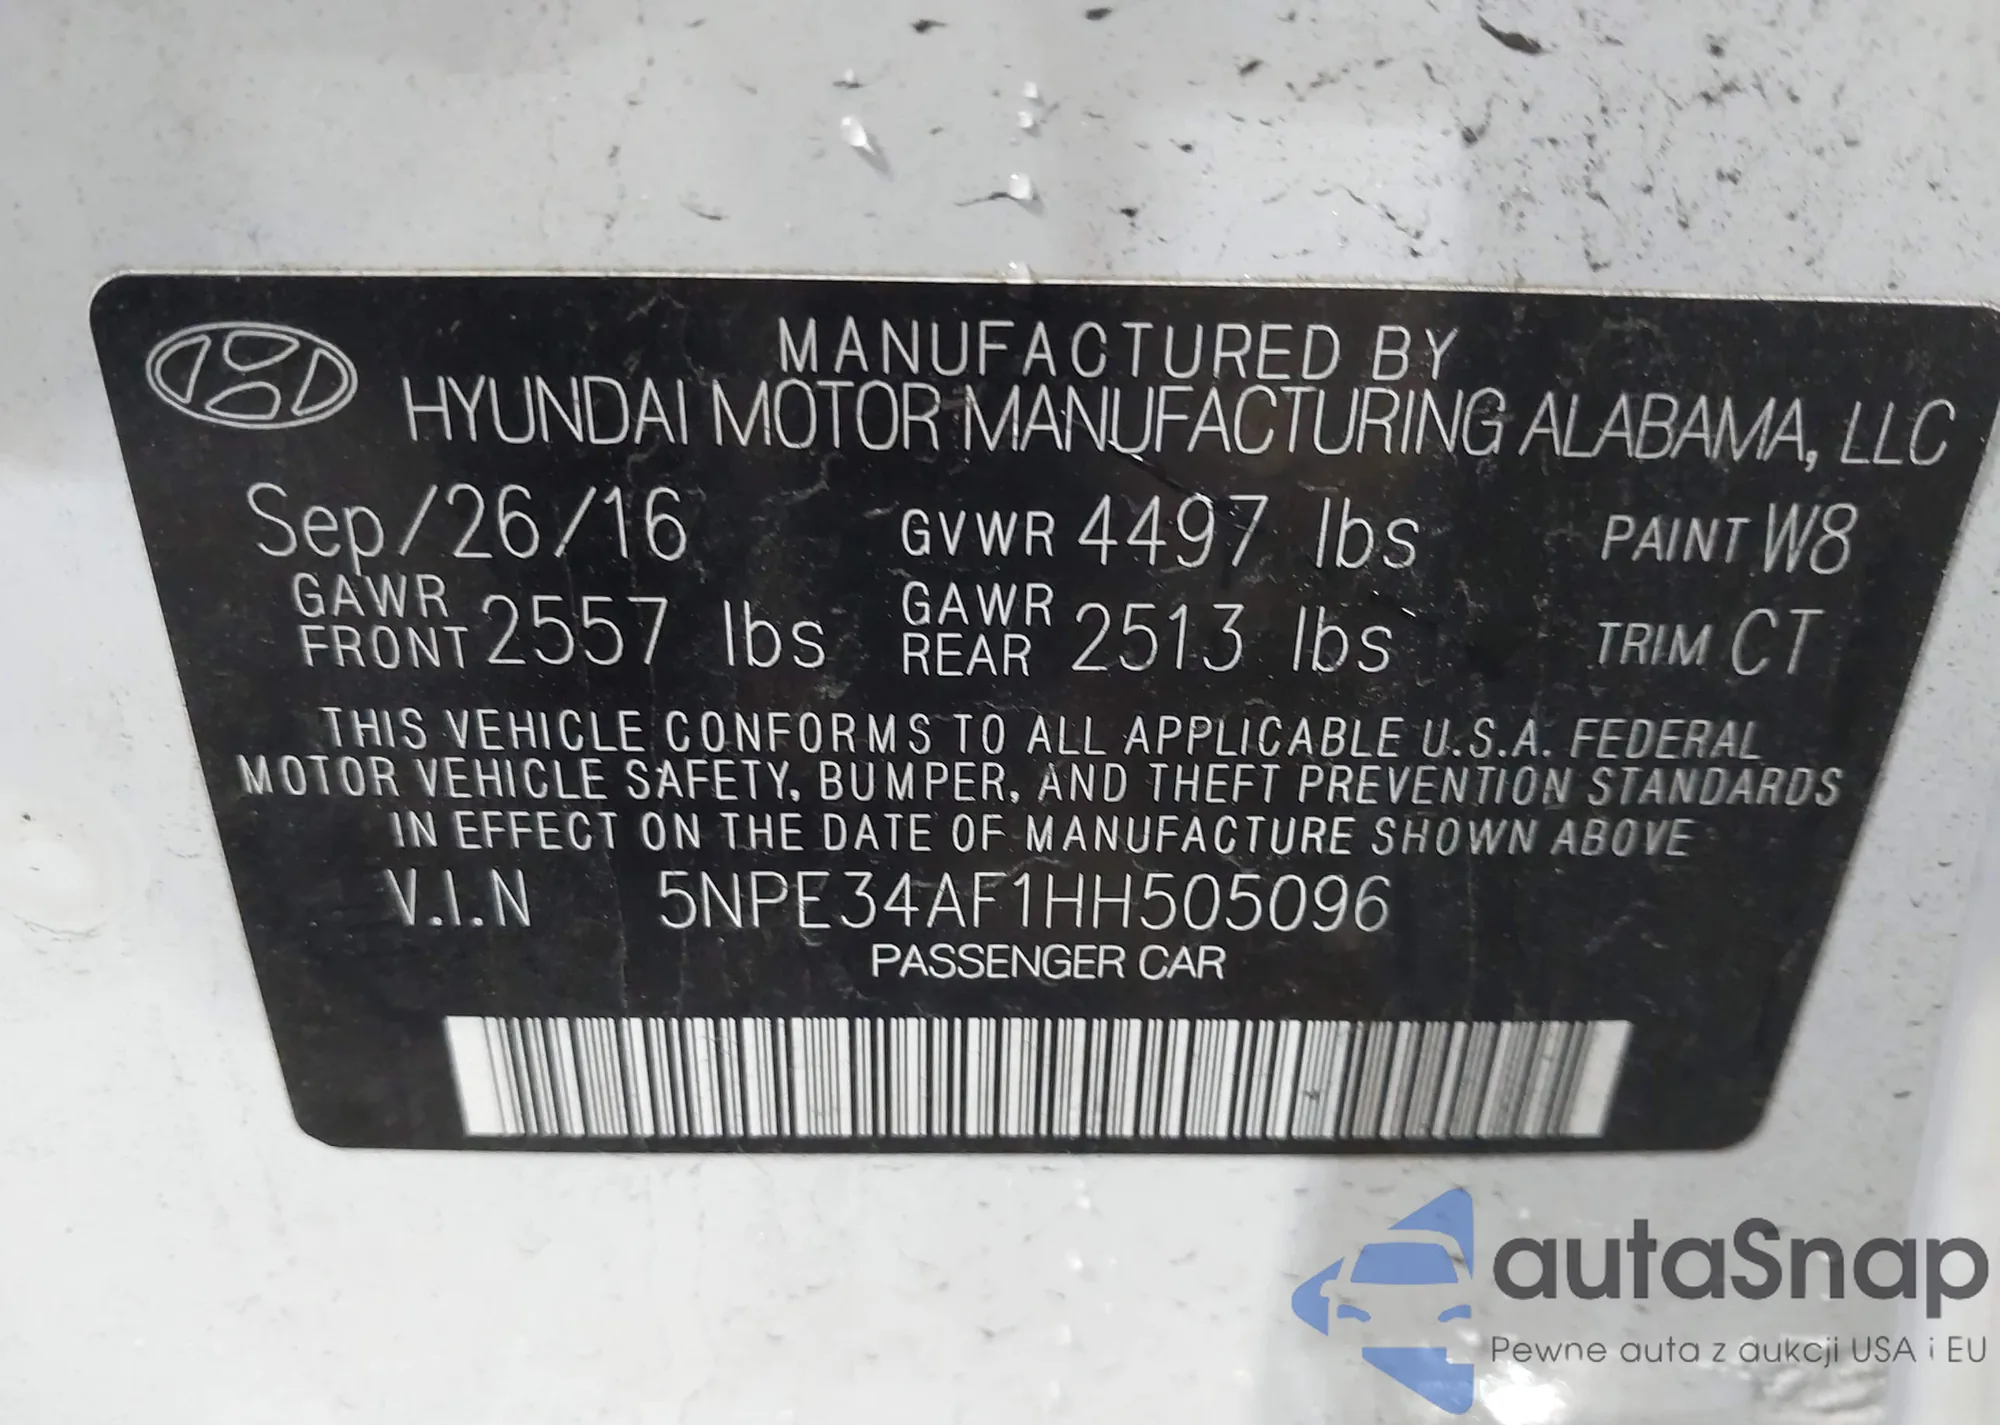 MANUFACTURED BY
HYUNDAI MOTOR MANUFACTURING ALABAMA, LLC
Sep/26/16 GVWR 4497 lbs PAINT W8
GAWR FRONT 2557 lbs GAWR REAR 2513 lbs TRIM CT
THIS VEHICLE CONFORMS TO ALL APPLICABLE U.S.A. FEDERAL
MOTOR VEHICLE SAFETY, BUMPER, AND THEFT PREVENTION STANDARDS
IN EFFECT ON THE DATE OF MANUFACTURE SHOWN ABOVE
V.I.N 5NPE34AF1HH505096
PASSENGER CAR
autaSnap
Pewne auta z aukcji USA i EU